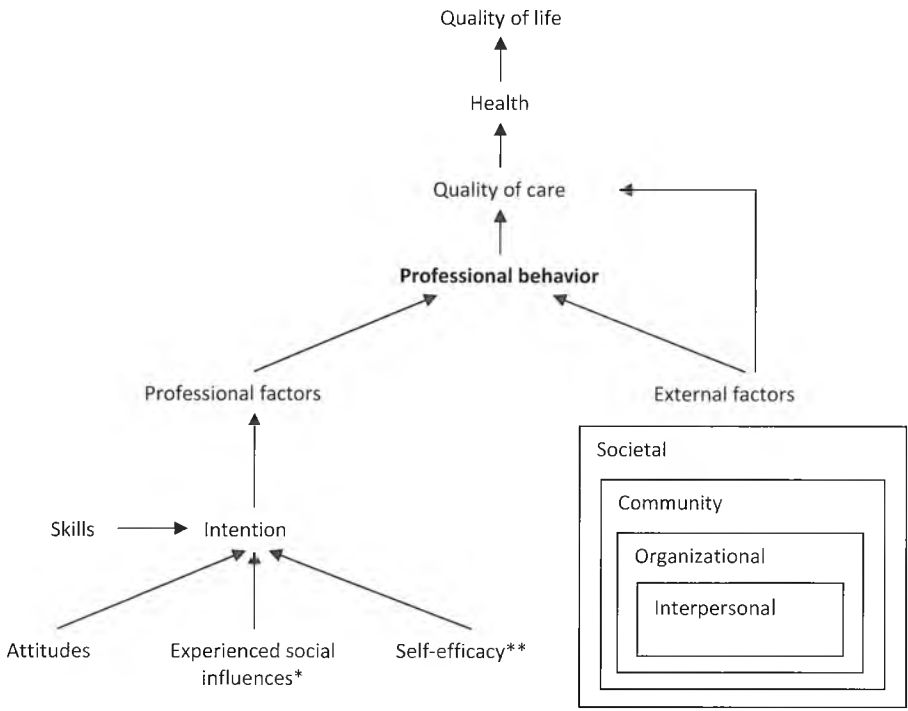 Quality of life
Health
Quality of care
Professional behavior
Professional factors
External factors
Societal
Community
Skills
Intention
Organizational
Interpersonal
Attitudes
Experienced social
influences*
Self-efficacy**